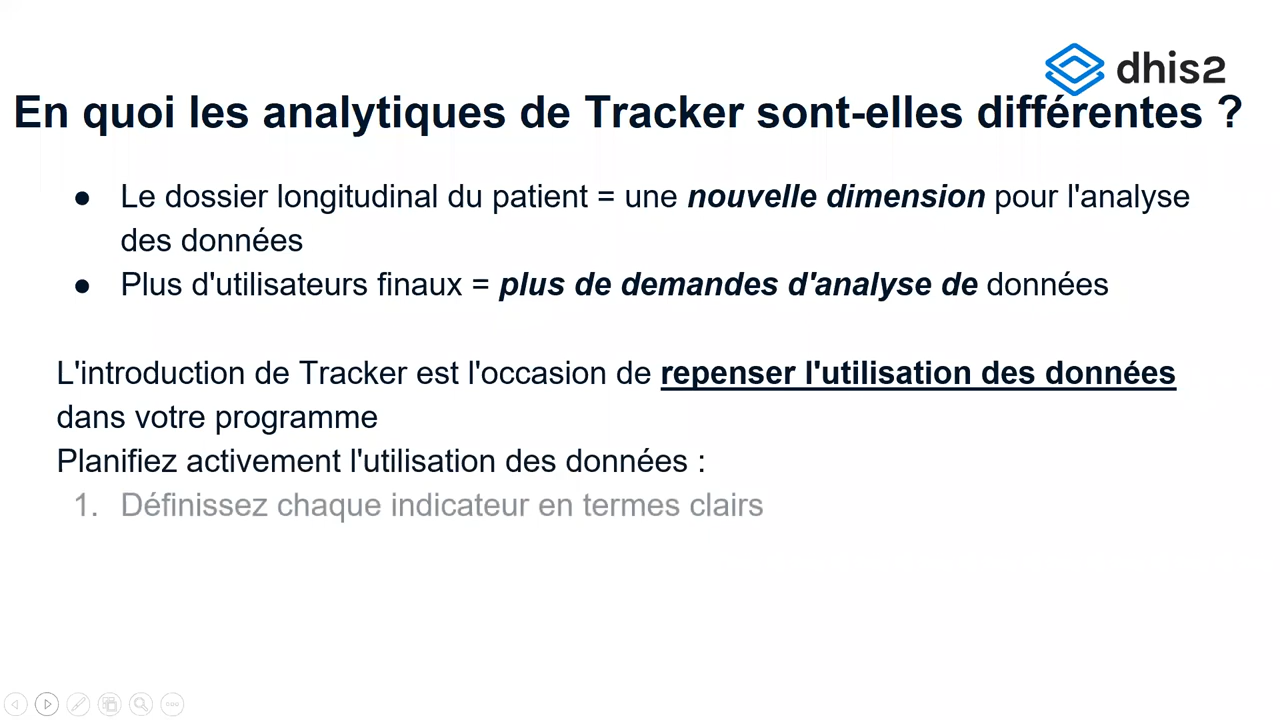 dhis2
En quoi les analytiques de Tracker sont-elles différentes ?
● Le dossier longitudinal du patient = une nouvelle dimension pour l'analyse
des données
● Plus d'utilisateurs finaux = plus de demandes d'analyse de données
L'introduction de Tracker est l'occasion de repenser l'utilisation des données
dans votre programme
Planifiez activement l'utilisation des données :
1. Définissez chaque indicateur en termes clairs